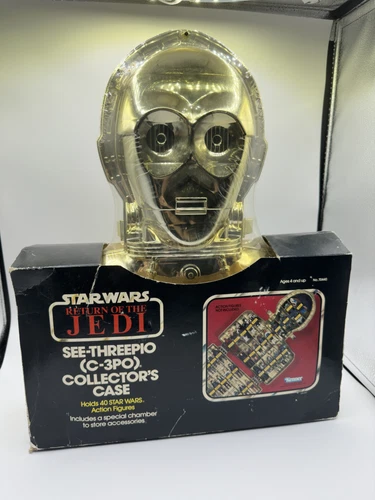 Ages 4 and up
STAR WARS
RETURN OF THE
JEDI
SEE-THREEPIO
(C-3PO)
COLLECTOR'S
CASE
Holds 40 STAR WARS
Action Figures
Includes a special chamber
to store accessories.
Kenner